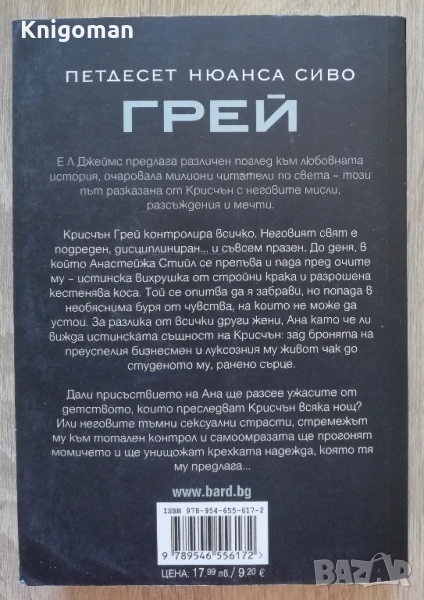 Knigoman
ПЕТДЕСЕТ НЮАНСА СИВО
ГРЕЙ
Е Л Джеймс предлага различен поглед към любовната
история, очаровала милиони читатели по света – този
път разказана от Крисчън с неговите мисли,
разсъждения и мечти.
Крисчън Грей контролира всичко. Неговият свят е
подреден, дисциплиниран... и съвсем празен. До деня, в
който Анастейжа Стийл се препъва и пада пред очите
му – истинска вихрушка от стройни крака и разрошена
кестенява коса. Той се опитва да я забрави, но попада в
необяснима буря от чувства, на които не може да
устои. За разлика от всички други жени, Ана като че ли
вижда истинската същност на Крисчън: зад бронята на
преуспелия бизнесмен и луксозния му живот чак до
студеното му, ранено сърце.
Дали присъствието на Ана ще разсее ужасите от
детството, които преследват Крисчън всяка нощ?
Или неговите тъмни сексуални страсти, стремежът
му към тотален контрол и самоомразата ще прогонят
момичето и ще унищожат крехката надежда, която тя
му предлага...
www.bard.bg
ISBN 978-954-655-617-2
9 789546 556172
ЦЕНА: 17.99 лв./ 9.20 €
BAZAR